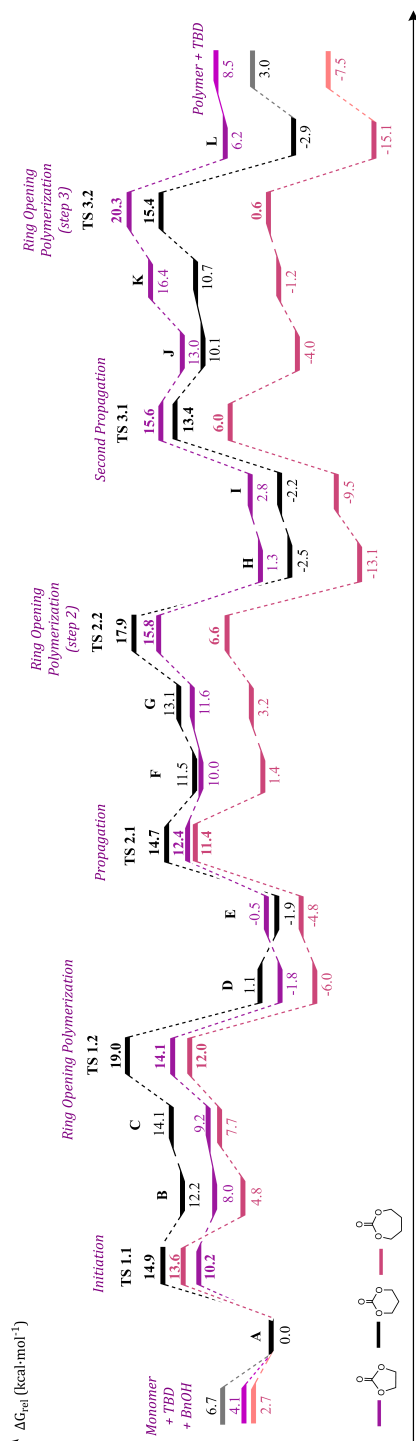 ΔGrel (kcal·mol⁻¹)
Monomer
+ TBD
+ BnOH
6.7
4.1
2.7
A
0.0
Initiation
TS 1.1
14.9
13.6
10.2
B
12.2
8.0
4.8
C
14.1
9.2
7.7
Ring Opening Polymerization
TS 1.2
19.0
14.1
12.0
D
1.1
-1.8
-6.0
E
-0.5
-1.9
-4.8
Propagation
TS 2.1
14.7
12.4
11.4
F
11.5
10.0
1.4
G
13.1
11.6
3.2
Ring Opening
Polymerization
(step 2)
TS 2.2
17.9
15.8
6.6
H
1.3
-2.5
-13.1
I
2.8
-2.2
-9.5
Second Propagation
TS 3.1
15.6
13.4
6.0
J
13.0
10.1
-4.0
K
16.4
10.7
-1.2
Ring Opening
Polymerization
(step 3)
TS 3.2
20.3
15.4
0.6
L
6.2
-2.9
-15.1
Polymer + TBD
8.5
3.0
-7.5
O
O O
O
O O
O
O O